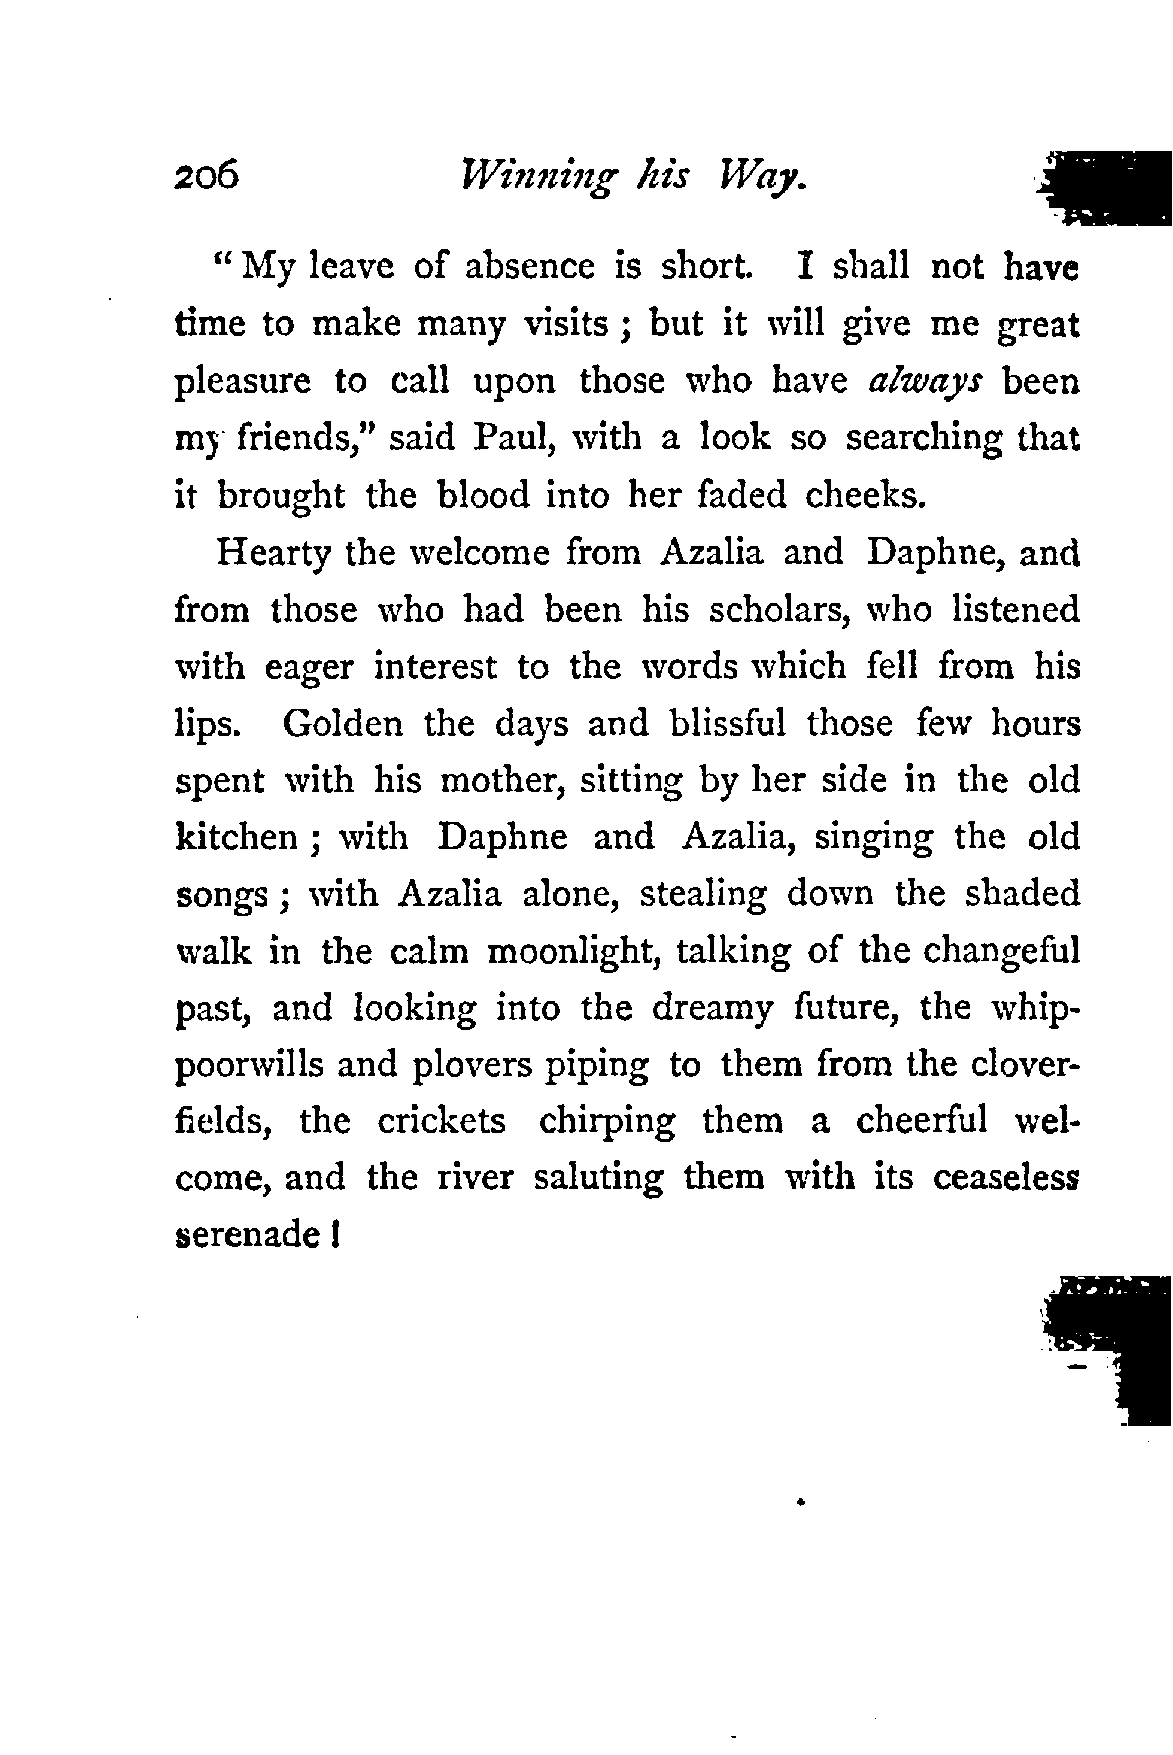 206 Winning his Way.
“ My leave of absence is short. I shall not have
time to make many visits ; but it will give me great
pleasure to call upon those who have always been
my friends,” said Paul, with a look so searching that
it brought the blood into her faded cheeks.
Hearty the welcome from Azalia and Daphne, and
from those who had been his scholars, who listened
with eager interest to the words which fell from his
lips. Golden the days and blissful those few hours
spent with his mother, sitting by her side in the old
kitchen ; with Daphne and Azalia, singing the old
songs ; with Azalia alone, stealing down the shaded
walk in the calm moonlight, talking of the changeful
past, and looking into the dreamy future, the whip-
poorwills and plovers piping to them from the clover-
fields, the crickets chirping them a cheerful wel-
come, and the river saluting them with its ceaseless
serenade !